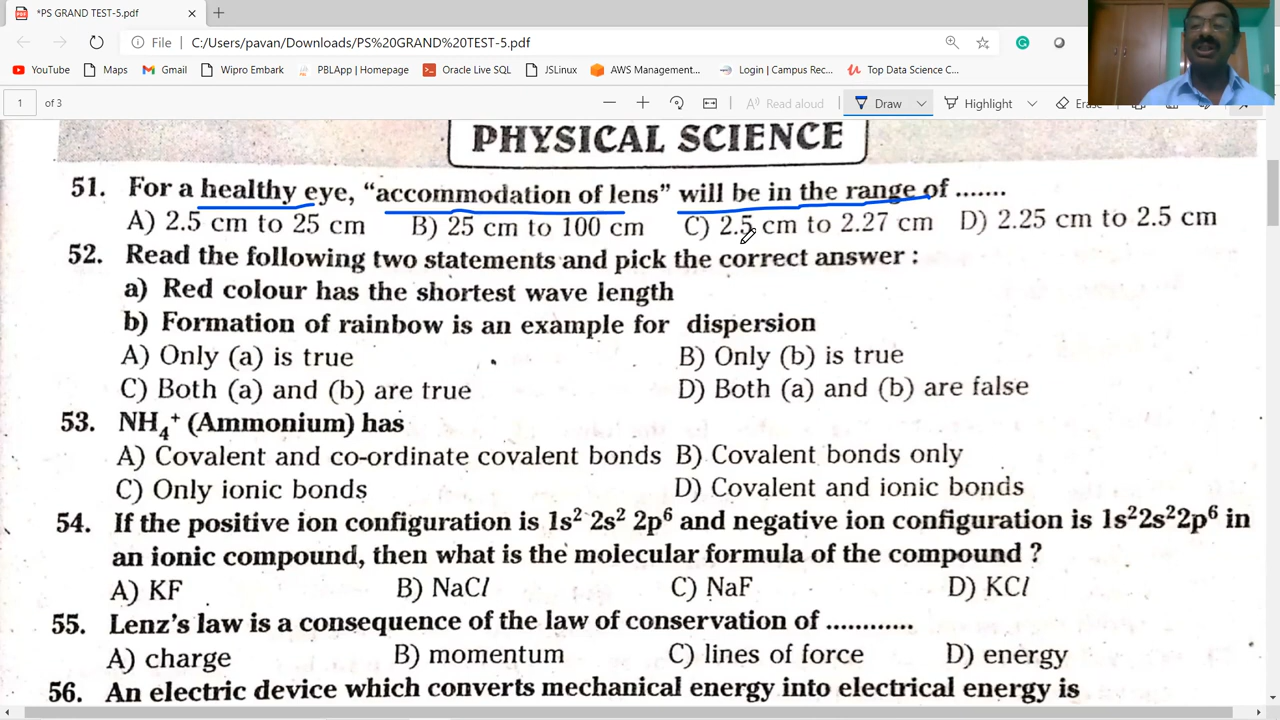 *PS GRAND TEST-5.pdf
File C:/Users/pavan/Downloads/PS%20GRAND%20TEST-5.pdf
YouTube Maps Gmail Wipro Embark PBLApp | Homepage Oracle Live SQL JSLinux AWS Management... Login | Campus Rec... Top Data Science C...
1 of 3 Read aloud Draw Highlight Erase
PHYSICAL SCIENCE
51. For a healthy eye, “accommodation of lens” will be in the range of .......
A) 2.5 cm to 25 cm B) 25 cm to 100 cm C) 2.5 cm to 2.27 cm D) 2.25 cm to 2.5 cm
52. Read the following two statements and pick the correct answer :
a) Red colour has the shortest wave length
b) Formation of rainbow is an example for dispersion
A) Only (a) is true B) Only (b) is true
C) Both (a) and (b) are true D) Both (a) and (b) are false
53. NH₄⁺ (Ammonium) has
A) Covalent and co-ordinate covalent bonds B) Covalent bonds only
C) Only ionic bonds D) Covalent and ionic bonds
54. If the positive ion configuration is 1s² 2s² 2p⁶ and negative ion configuration is 1s²2s²2p⁶ in
an ionic compound, then what is the molecular formula of the compound ?
A) KF B) NaCl C) NaF D) KCl
55. Lenz's law is a consequence of the law of conservation of ............
A) charge B) momentum C) lines of force D) energy
56. An electric device which converts mechanical energy into electrical energy is